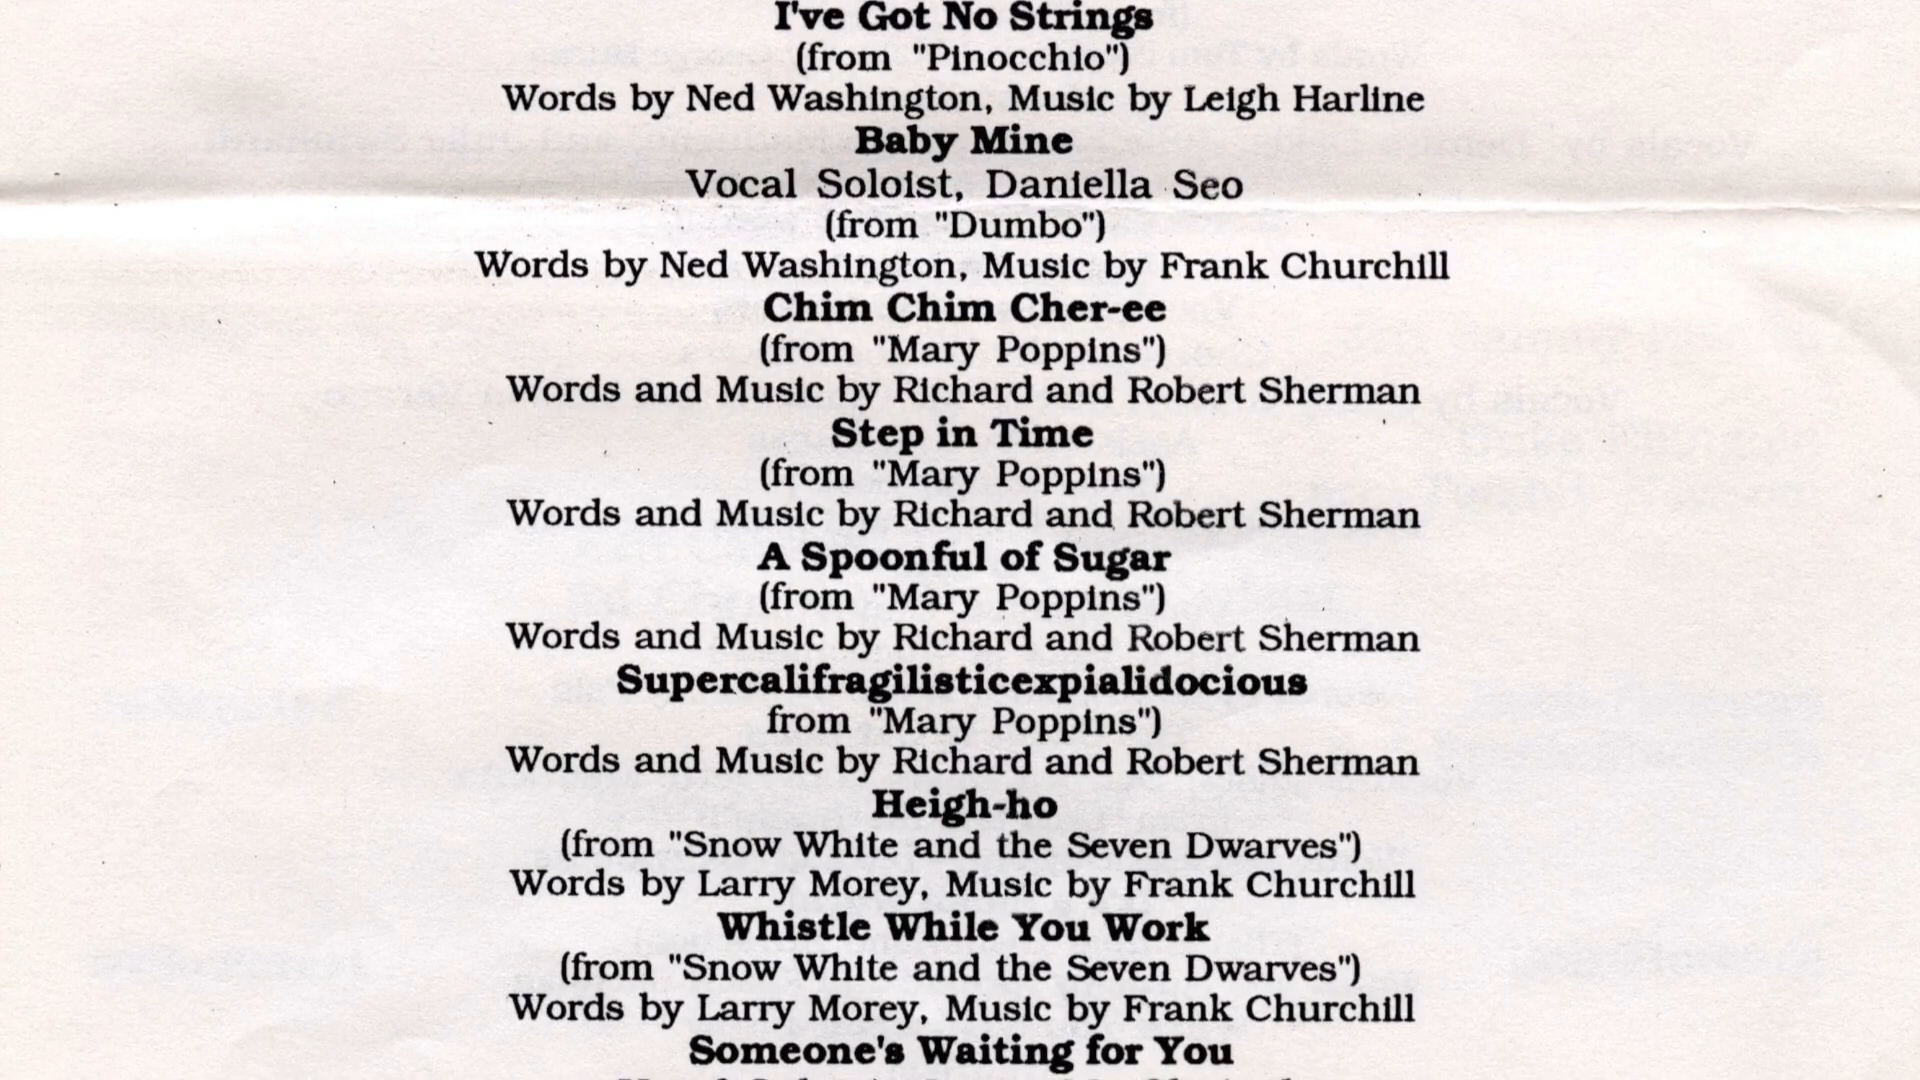 I've Got No Strings
(from "Pinocchio")
Words by Ned Washington, Music by Leigh Harline
Baby Mine
Vocal Soloist, Daniella Seo
(from "Dumbo")
Words by Ned Washington, Music by Frank Churchill
Chim Chim Cher-ee
(from "Mary Poppins")
Words and Music by Richard and Robert Sherman
Step in Time
(from "Mary Poppins")
Words and Music by Richard and Robert Sherman
A Spoonful of Sugar
(from "Mary Poppins")
Words and Music by Richard and Robert Sherman
Supercalifragilisticexpialidocious
from "Mary Poppins")
Words and Music by Richard and Robert Sherman
Heigh-ho
(from "Snow White and the Seven Dwarves")
Words by Larry Morey, Music by Frank Churchill
Whistle While You Work
(from "Snow White and the Seven Dwarves")
Words by Larry Morey, Music by Frank Churchill
Someone's Waiting for You